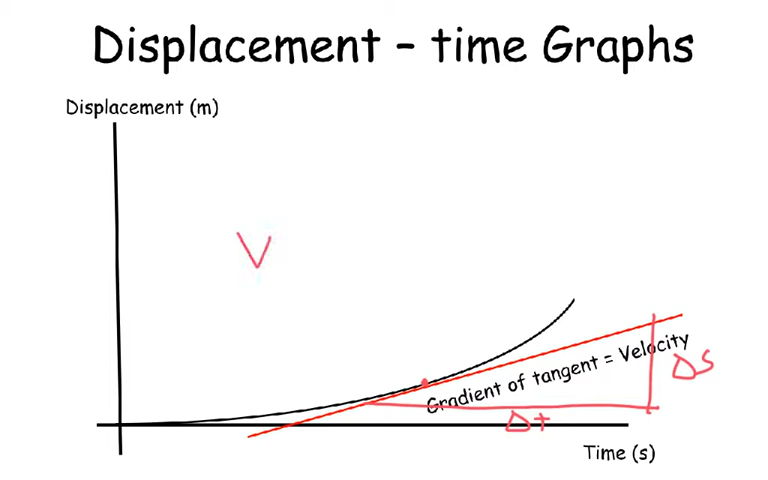 Displacement – time Graphs
Displacement (m)
V
Gradient of tangent = Velocity
Δs
Δt
Time (s)